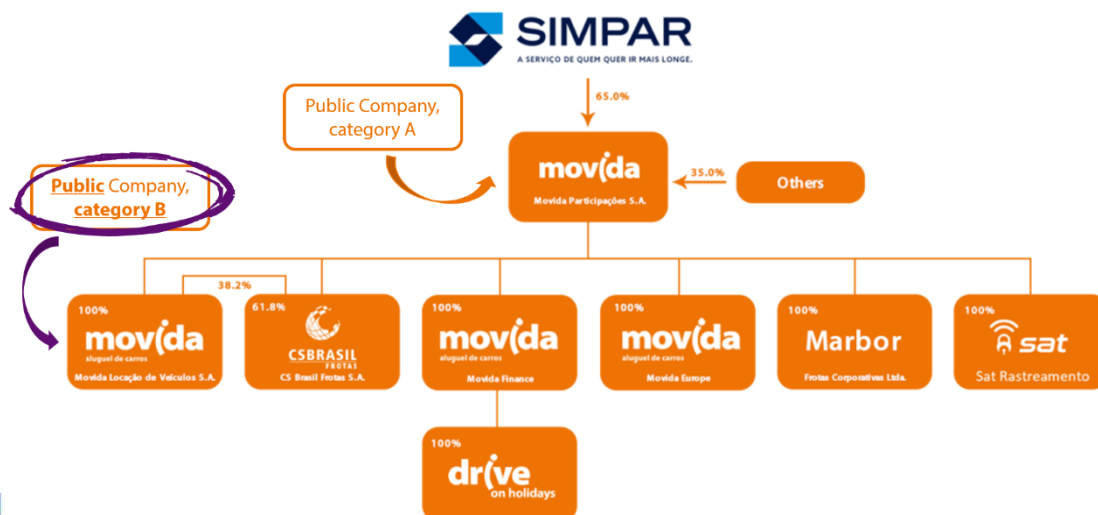 SIMPAR
A SERVIÇO DE QUEM QUER IR MAIS LONGE.
65.0%
Public Company,
category A
movida
Movida Participações S.A.
35.0%
Others
Public Company,
category B
38.2%
100%
movida
aluguel de carros
Movida Locação de Veículos S.A.
61.8%
CSBRASIL
FROTAS
CS Brasil Frotas S.A.
100%
movida
aluguel de carros
Movida Finance
100%
movida
aluguel de carros
Movida Europe
100%
Marbor
Frotas Corporativas Ltda.
100%
sat
Sat Rastreamento
100%
drive
on holidays